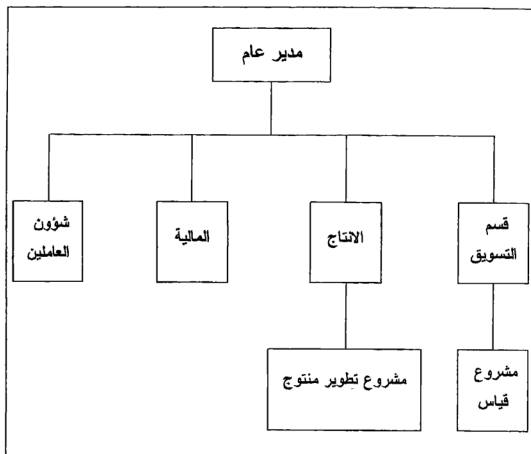 مدير عام
قسم
التسويق
الانتاج
المالية
شؤون
العاملين
مشروع
قياس
مشروع تطوير منتوج